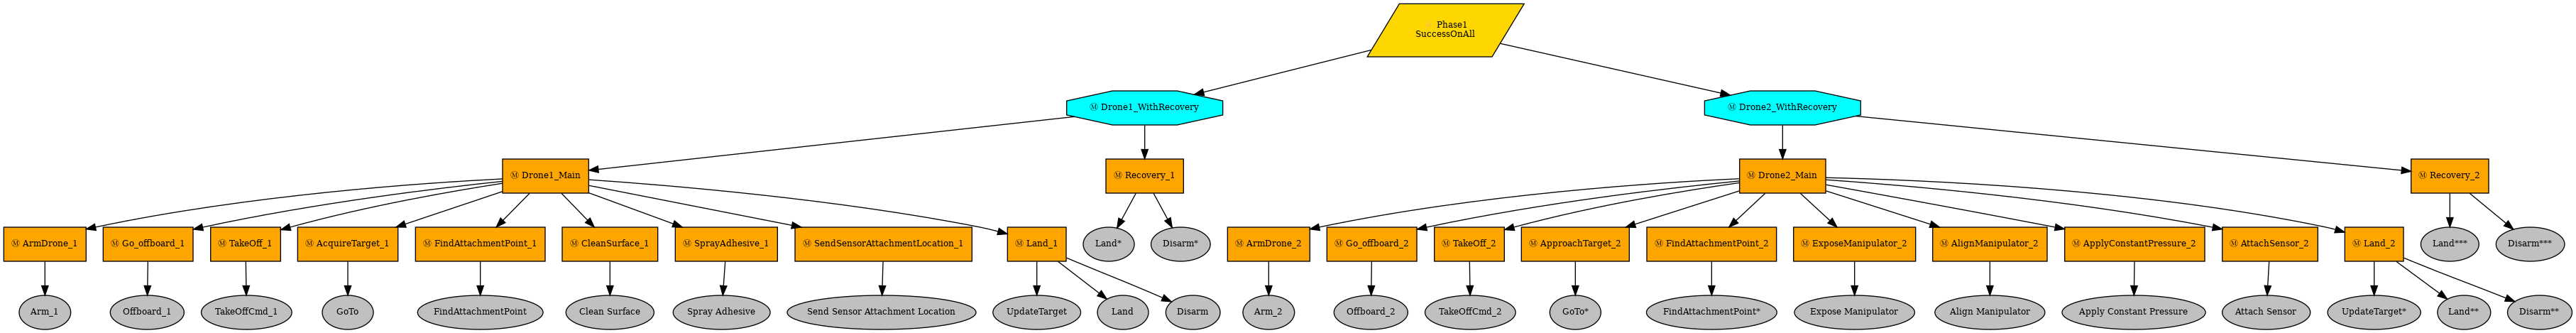 Phase1
SuccessOnAll
Ⓜ Drone1_WithRecovery
Ⓜ Drone2_WithRecovery
Ⓜ Drone1_Main
Ⓜ Recovery_1
Ⓜ Drone2_Main
Ⓜ Recovery_2
Ⓜ ArmDrone_1
Ⓜ Go_offboard_1
Ⓜ TakeOff_1
Ⓜ AcquireTarget_1
Ⓜ FindAttachmentPoint_1
Ⓜ CleanSurface_1
Ⓜ SprayAdhesive_1
Ⓜ SendSensorAttachmentLocation_1
Ⓜ Land_1
Land*
Disarm*
Ⓜ ArmDrone_2
Ⓜ Go_offboard_2
Ⓜ TakeOff_2
Ⓜ ApproachTarget_2
Ⓜ FindAttachmentPoint_2
Ⓜ ExposeManipulator_2
Ⓜ AlignManipulator_2
Ⓜ ApplyConstantPressure_2
Ⓜ AttachSensor_2
Ⓜ Land_2
Land***
Disarm***
Arm_1
Offboard_1
TakeOffCmd_1
GoTo
FindAttachmentPoint
Clean Surface
Spray Adhesive
Send Sensor Attachment Location
UpdateTarget
Land
Disarm
Arm_2
Offboard_2
TakeOffCmd_2
GoTo*
FindAttachmentPoint*
Expose Manipulator
Align Manipulator
Apply Constant Pressure
Attach Sensor
UpdateTarget*
Land**
Disarm**